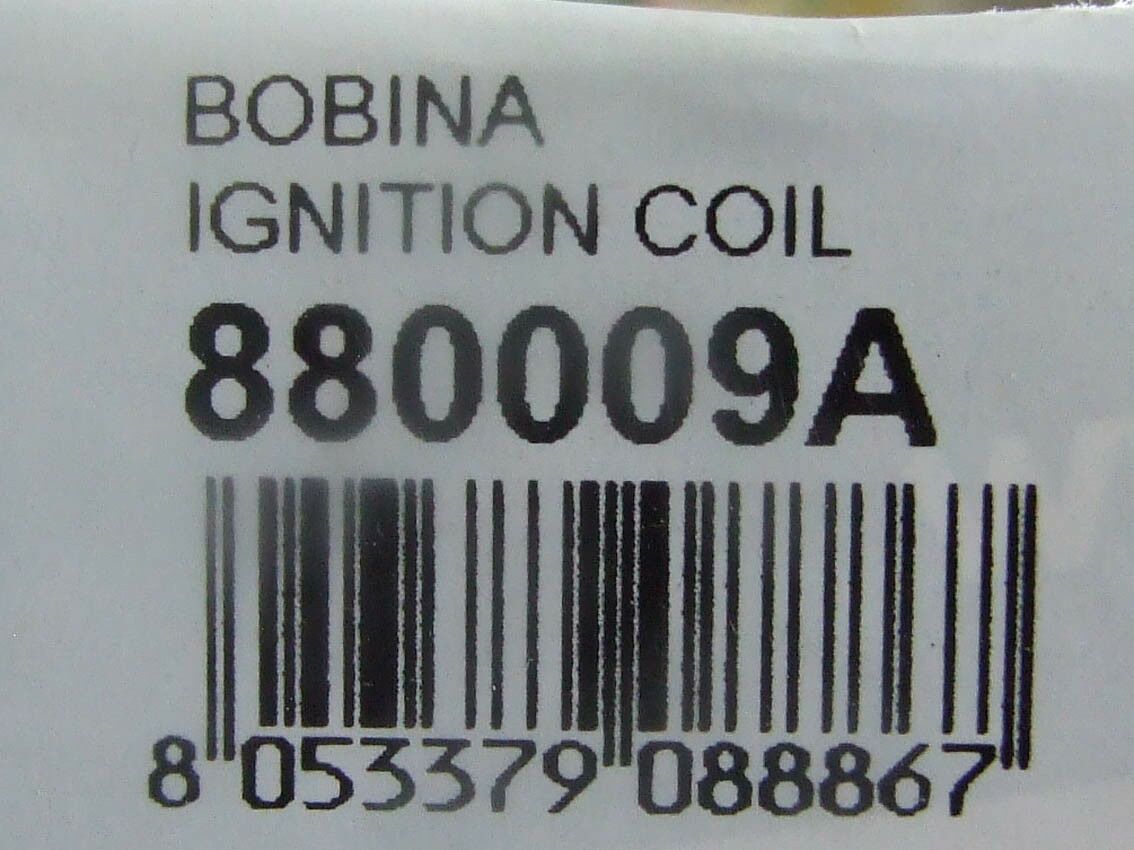 BOBINA
IGNITION COIL
880009A
8 053379 088867